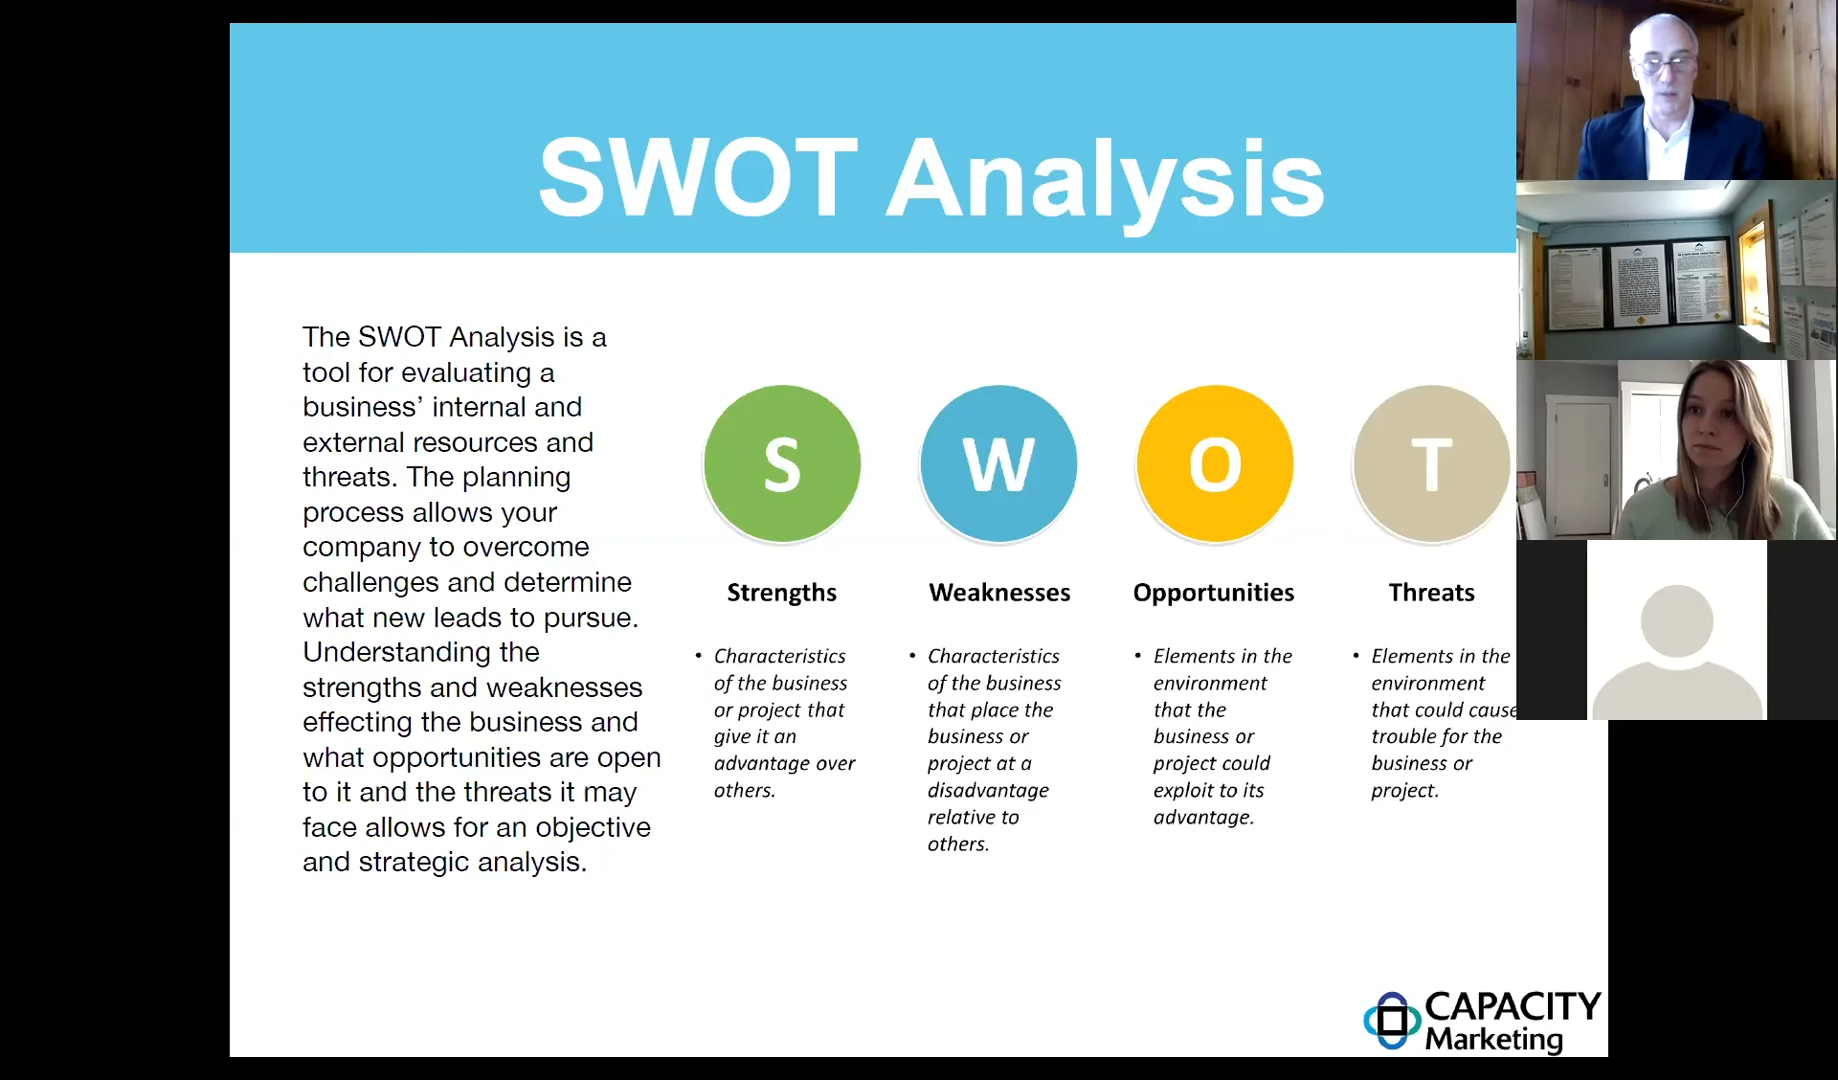 SWOT Analysis
The SWOT Analysis is a
tool for evaluating a
business’ internal and
external resources and
threats. The planning
process allows your
company to overcome
challenges and determine
what new leads to pursue.
Understanding the
strengths and weaknesses
effecting the business and
what opportunities are open
to it and the threats it may
face allows for an objective
and strategic analysis.
S
Strengths
• Characteristics
of the business
or project that
give it an
advantage over
others.
W
Weaknesses
• Characteristics
of the business
that place the
business or
project at a
disadvantage
relative to
others.
O
Opportunities
• Elements in the
environment
that the
business or
project could
exploit to its
advantage.
T
Threats
• Elements in the
environment
that could cause
trouble for the
business or
project.
CAPACITY
Marketing